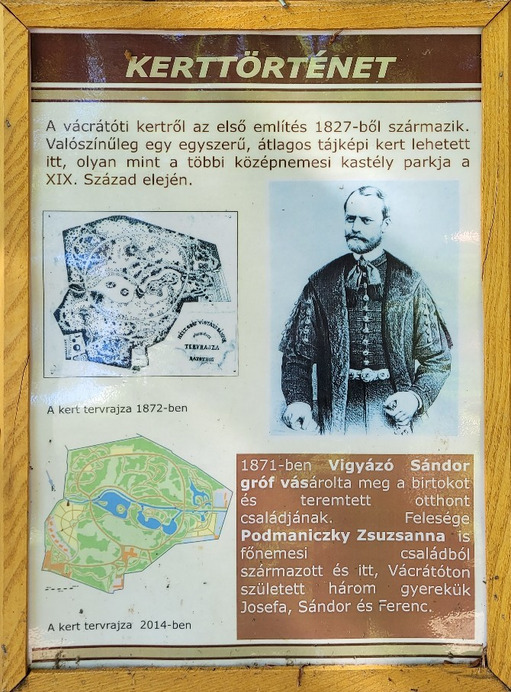 KERTTÖRTÉNET
A vácrátóti kertről az első említés 1827-ből származik.
Valószínűleg egy egyszerű, átlagos tájképi kert lehetett
itt, olyan mint a többi középnemesi kastély parkja a
XIX. Század elején.
TERVRAJZA
A kert tervrajza 1872-ben
1871-ben Vigyázó Sándor
gróf vásárolta meg a birtokot
és teremtett otthont
családjának. Felesége
Podmaniczky Zsuzsanna is
főnemesi családból
származott és itt, Vácrátóton
született három gyerekük
Josefa, Sándor és Ferenc.
A kert tervrajza 2014-ben